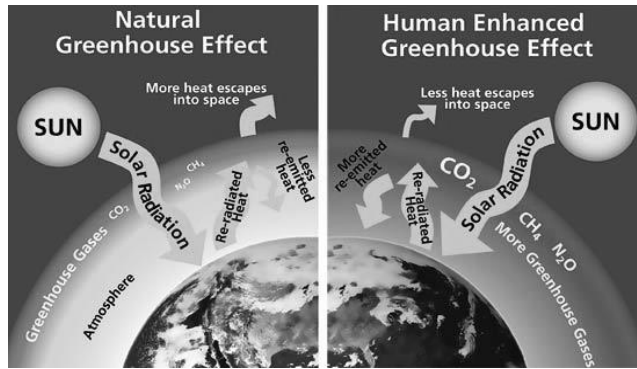 Natural
Greenhouse Effect
More heat escapes
into space
SUN
Solar Radiation
CH₄
N₂O
CO₂
Less
re-emitted
heat
Re-radiated
Heat
Greenhouse Gases
Atmosphere
Human Enhanced
Greenhouse Effect
Less heat escapes
into space
SUN
More
re-emitted
heat
Re-radiated
Heat
CO₂
Solar Radiation
CH₄ N₂O
More Greenhouse Gases